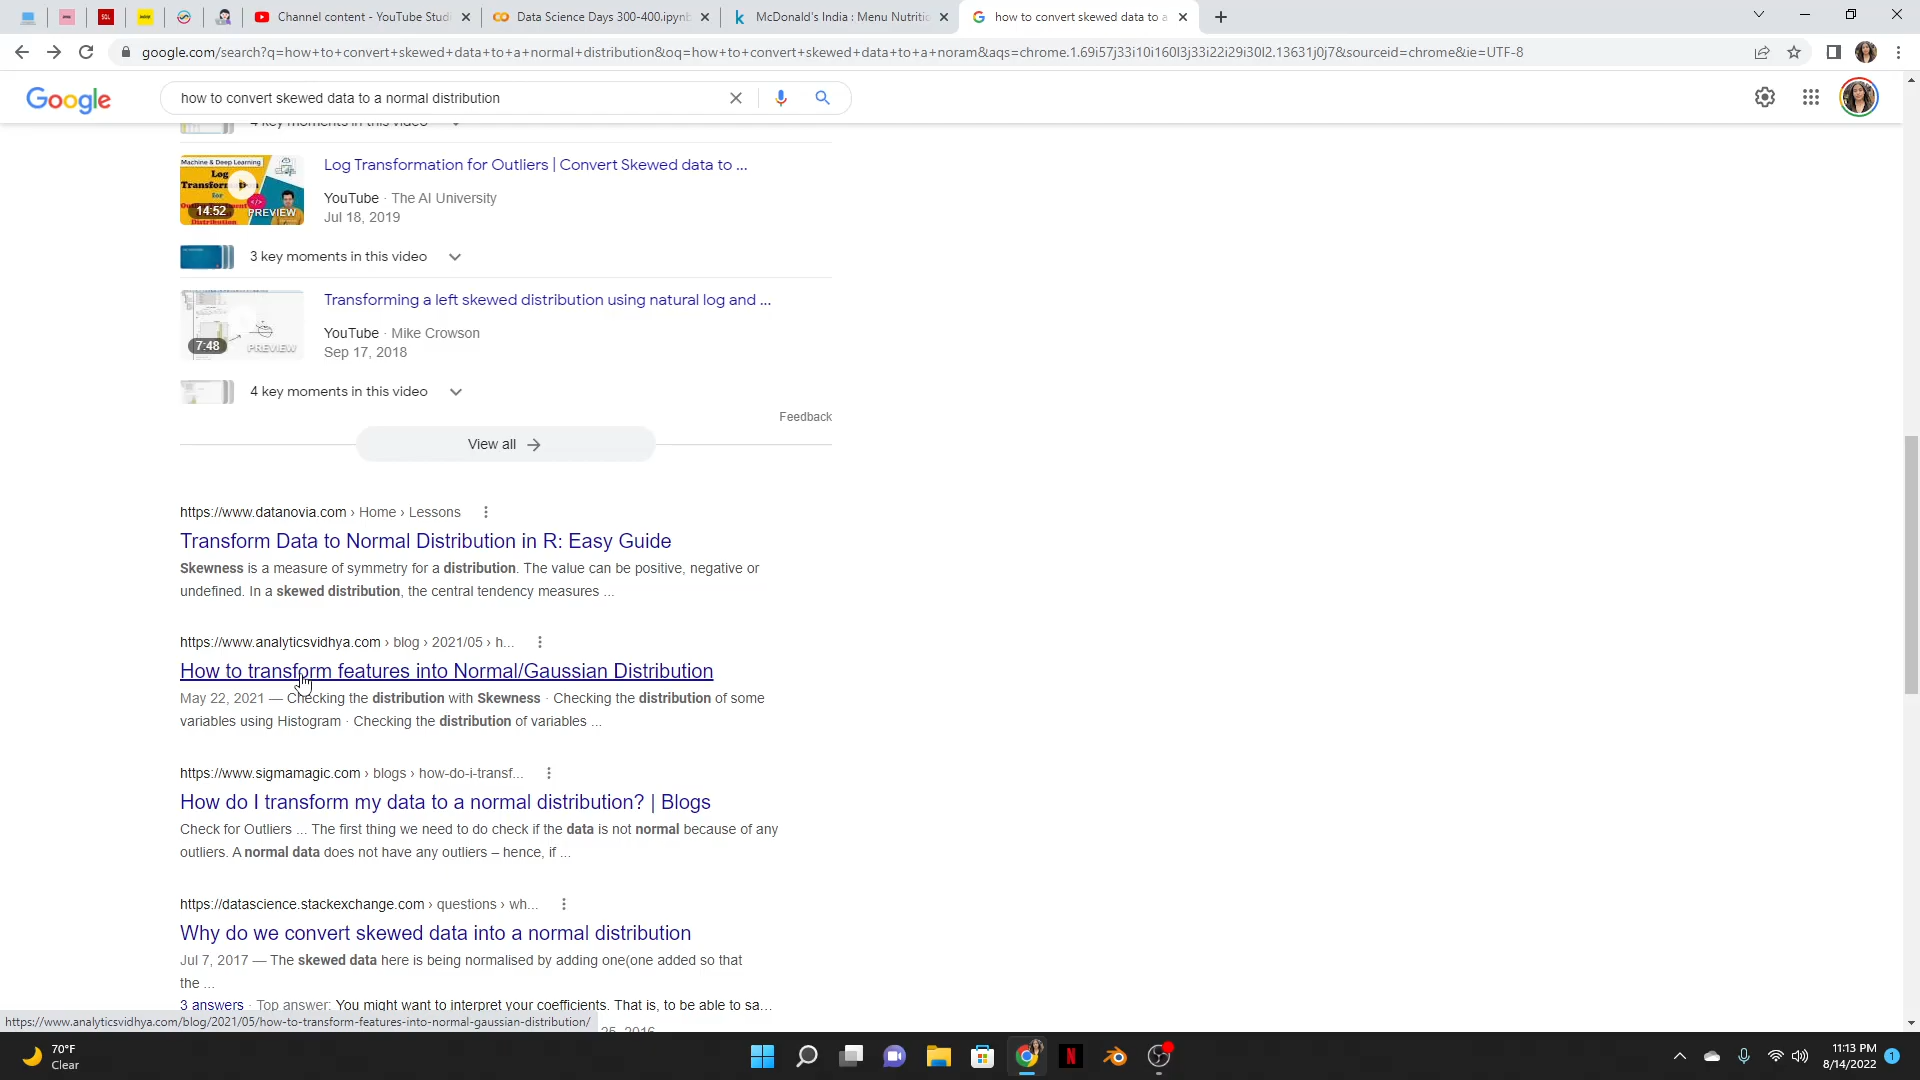 Channel content - YouTube Studi
Data Science Days 300-400.ipynb
McDonald's India : Menu Nutritio
how to convert skewed data to a
google.com/search?q=how+to+convert+skewed+data+to+a+normal+distribution&oq=how+to+convert+skewed+data+to+a+noram&aqs=chrome.1.69i57j33i10i160l3j33i22i29i30l2.13631j0j7&sourceid=chrome&ie=UTF-8
Google
how to convert skewed data to a normal distribution
4 key moments in this video
Machine & Deep Learning
Log
PREVIEW
14:52
Log Transformation for Outliers | Convert Skewed data to ...
YouTube · The AI University
Jul 18, 2019
3 key moments in this video
7:48
PREVIEW
Transforming a left skewed distribution using natural log and ...
YouTube · Mike Crowson
Sep 17, 2018
4 key moments in this video
Feedback
View all
https://www.datanovia.com › Home › Lessons
Transform Data to Normal Distribution in R: Easy Guide
Skewness is a measure of symmetry for a distribution. The value can be positive, negative or
undefined. In a skewed distribution, the central tendency measures ...
https://www.analyticsvidhya.com › blog › 2021/05 › h...
How to transform features into Normal/Gaussian Distribution
May 22, 2021 — Checking the distribution with Skewness · Checking the distribution of some
variables using Histogram · Checking the distribution of variables ...
https://www.sigmamagic.com › blogs › how-do-i-transf...
How do I transform my data to a normal distribution? | Blogs
Check for Outliers ... The first thing we need to do check if the data is not normal because of any
outliers. A normal data does not have any outliers – hence, if ...
https://datascience.stackexchange.com › questions › wh...
Why do we convert skewed data into a normal distribution
Jul 7, 2017 — The skewed data here is being normalised by adding one(one added so that
the ...
3 answers · Top answer: You might want to interpret your coefficients. That is, to be able to sa...
https://www.analyticsvidhya.com/blog/2021/05/how-to-transform-features-into-normal-gaussian-distribution/
70°F
Clear
11:13 PM
8/14/2022
1